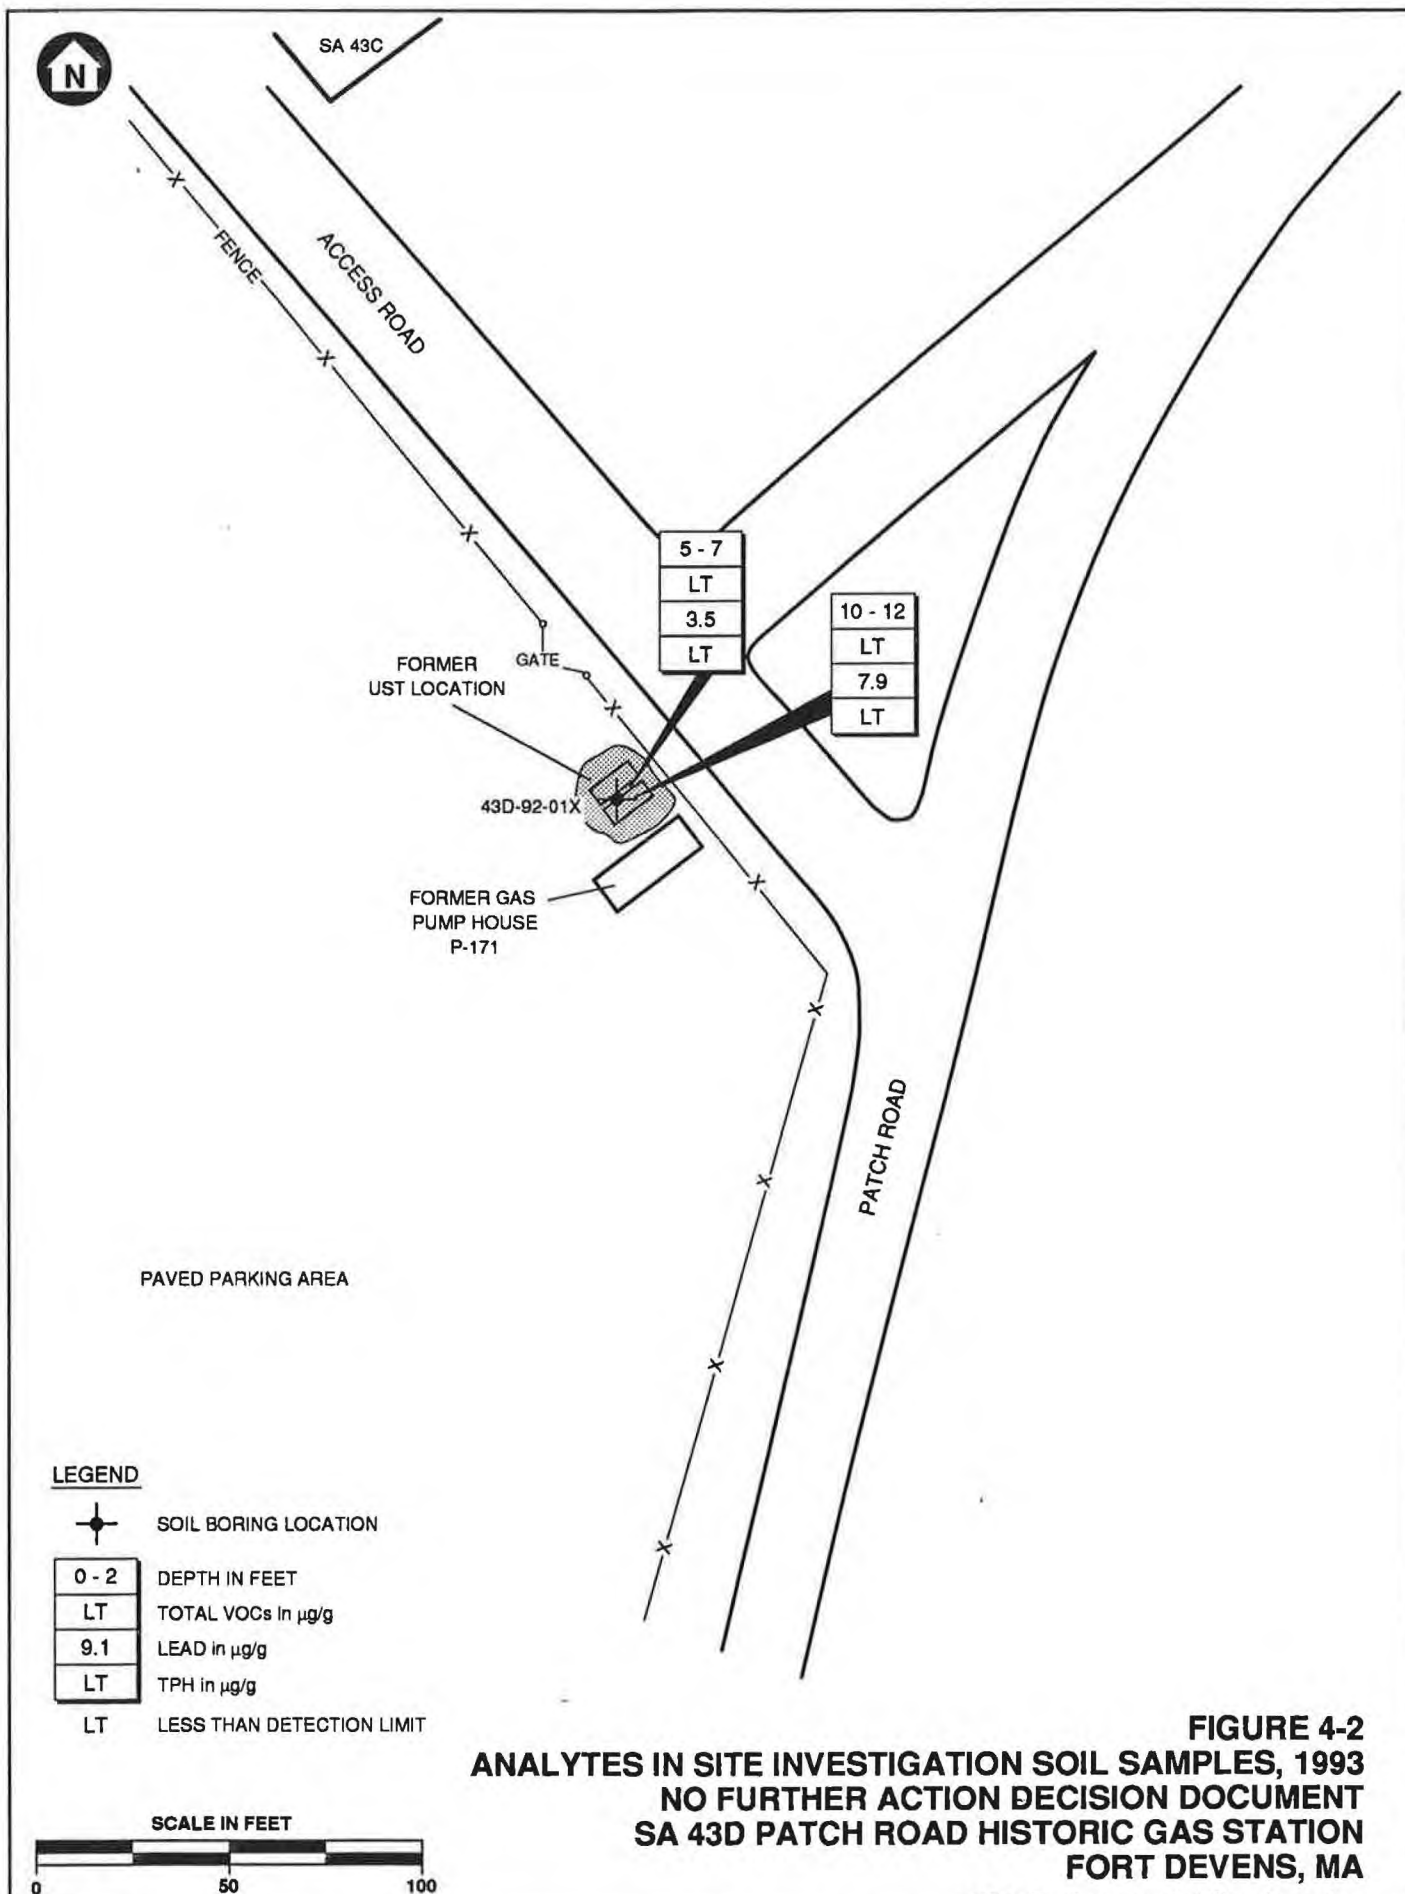 SA 43C
N
FENCE
ACCESS ROAD
5 - 7
LT
3.5
LT
10 - 12
LT
7.9
LT
GATE
FORMER
UST LOCATION
43D-92-01X
FORMER GAS
PUMP HOUSE
P-171
PATCH ROAD
PAVED PARKING AREA
LEGEND
SOIL BORING LOCATION
0 - 2 DEPTH IN FEET
LT TOTAL VOCs in µg/g
9.1 LEAD in µg/g
LT TPH in µg/g
LT LESS THAN DETECTION LIMIT
SCALE IN FEET
0 50 100
FIGURE 4-2
ANALYTES IN SITE INVESTIGATION SOIL SAMPLES, 1993
NO FURTHER ACTION DECISION DOCUMENT
SA 43D PATCH ROAD HISTORIC GAS STATION
FORT DEVENS, MA